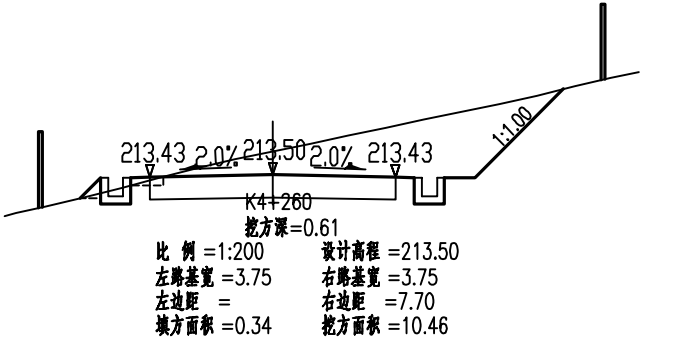 1:1.00
213.43 2.0% 213.50 2.0% 213.43
K4+260
挖方深=0.61
比 例 =1:200 设计高程 =213.50
左路基宽 =3.75 右路基宽 =3.75
左边距 = 右边距 =7.70
填方面积 =0.34 挖方面积 =10.46